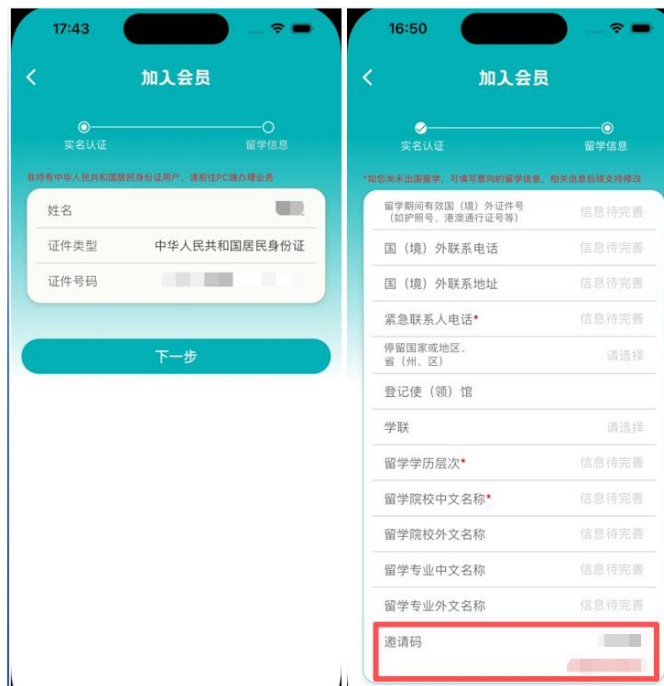 17:43
加入会员
实名认证
留学信息
非持有中华人民共和国居民身份证用户，请前往PC端办理业务
姓名
证件类型 中华人民共和国居民身份证
证件号码
下一步
16:50
加入会员
实名认证
留学信息
*如您尚未出国留学，可填写意向的留学信息，相关信息后续支持修改
留学期间有效国（境）外证件号
（如护照号、港澳通行证号等） 信息待完善
国（境）外联系电话 信息待完善
国（境）外联系地址 信息待完善
紧急联系人电话* 信息待完善
停留国家或地区、
省（州、区） 请选择
登记使（领）馆
学联 请选择
留学学历层次* 信息待完善
留学院校中文名称* 信息待完善
留学院校外文名称 信息待完善
留学专业中文名称 信息待完善
留学专业外文名称 信息待完善
邀请码